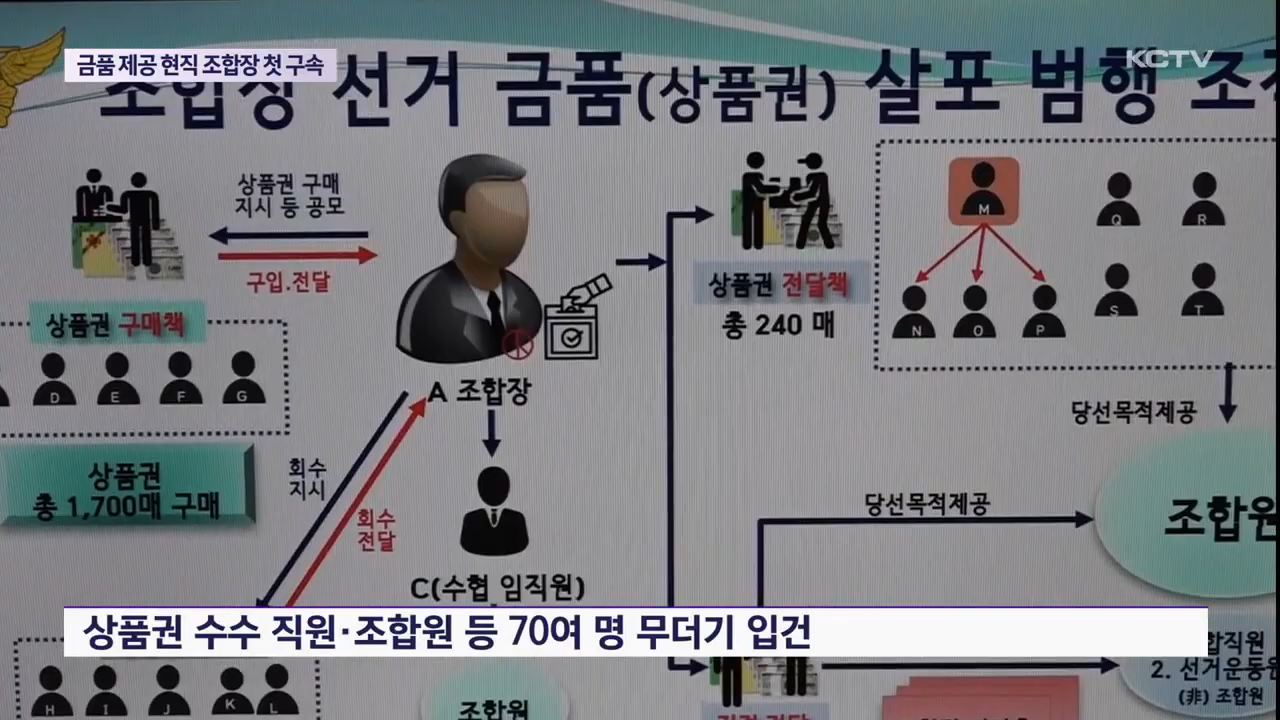 금품 제공 현직 조합장 첫 구속
KCTV
조합장 선거 금품(상품권) 살포 범행
상품권 구매
지시 등 공모
구입.전달
상품권 구매책
D E F G
상품권
총 1,700매 구매
A 조합장
회수
지시
회수
전달
C(수협 임직원)
상품권 전달책
총 240 매
M
Q R
N O P
S T
당선목적제공
당선목적제공
조합원
상품권 수수 직원·조합원 등 70여 명 무더기 입건
2. 선거운동원
(非) 조합원
H I J K L
조합원